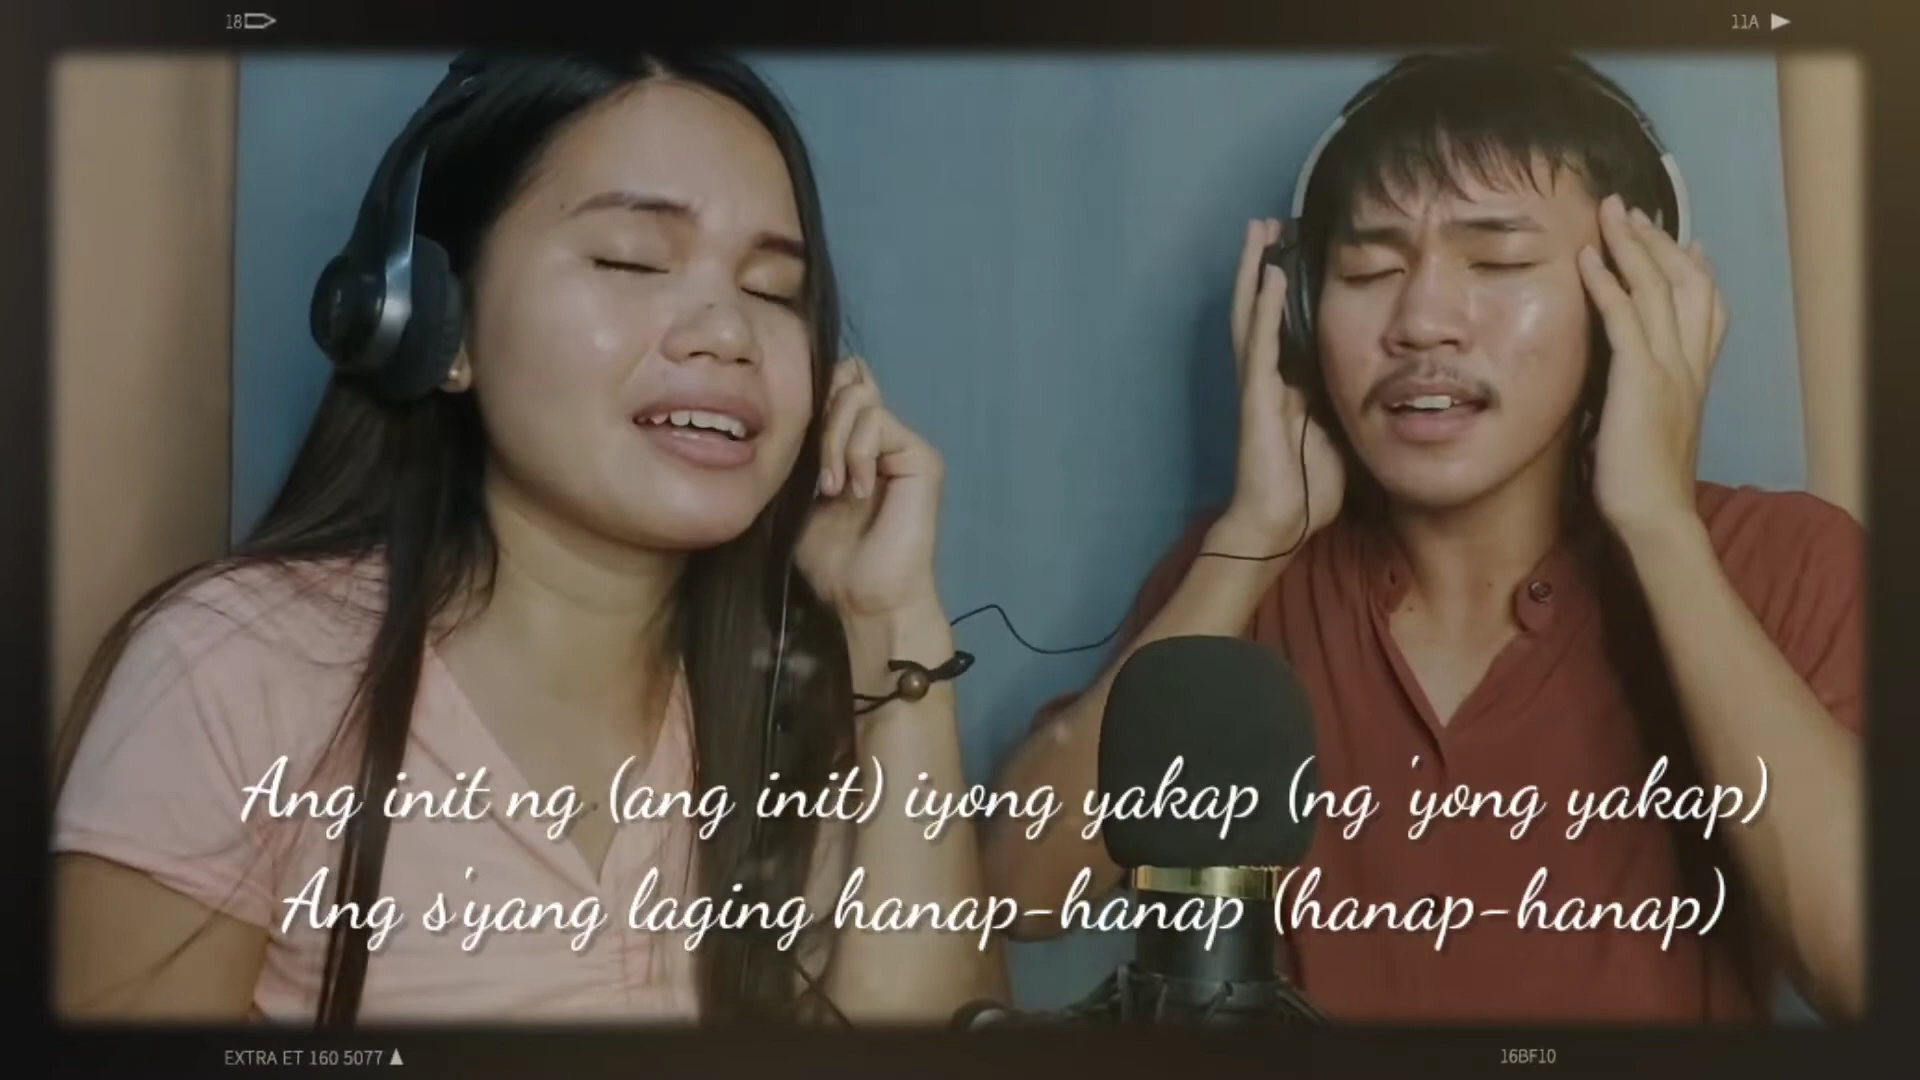 18
11A
Ang init ng (ang init) iyong yakap (ng 'yong yakap)
Ang s'yang laging hanap-hanap (hanap-hanap)
EXTRA ET 160 5077
16BF10